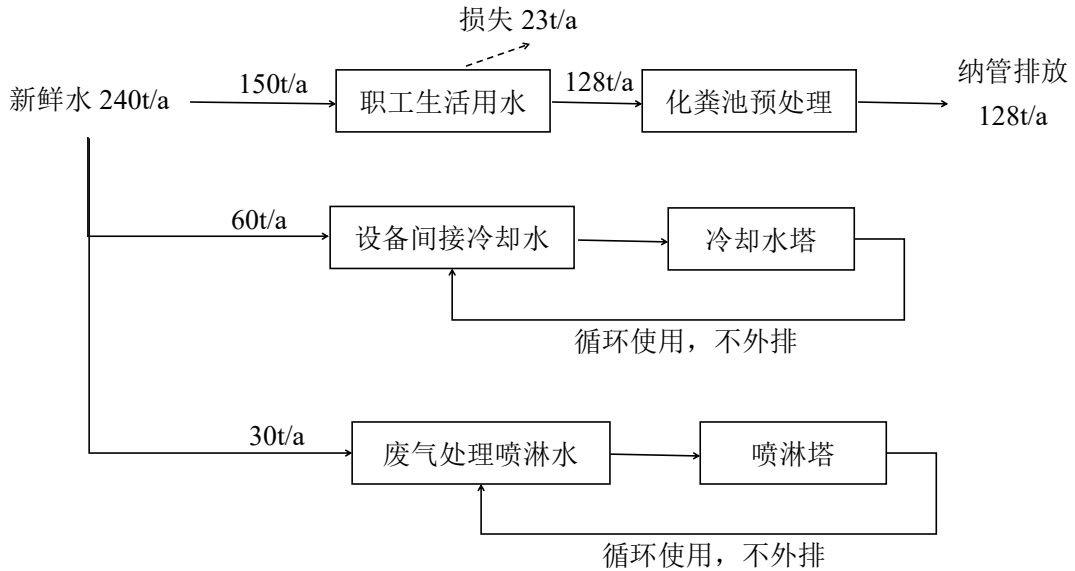 损失 23t/a
新鲜水 240t/a
150t/a
职工生活用水
128t/a
化粪池预处理
纳管排放
128t/a
60t/a
设备间接冷却水
冷却水塔
循环使用，不外排
30t/a
废气处理喷淋水
喷淋塔
循环使用，不外排